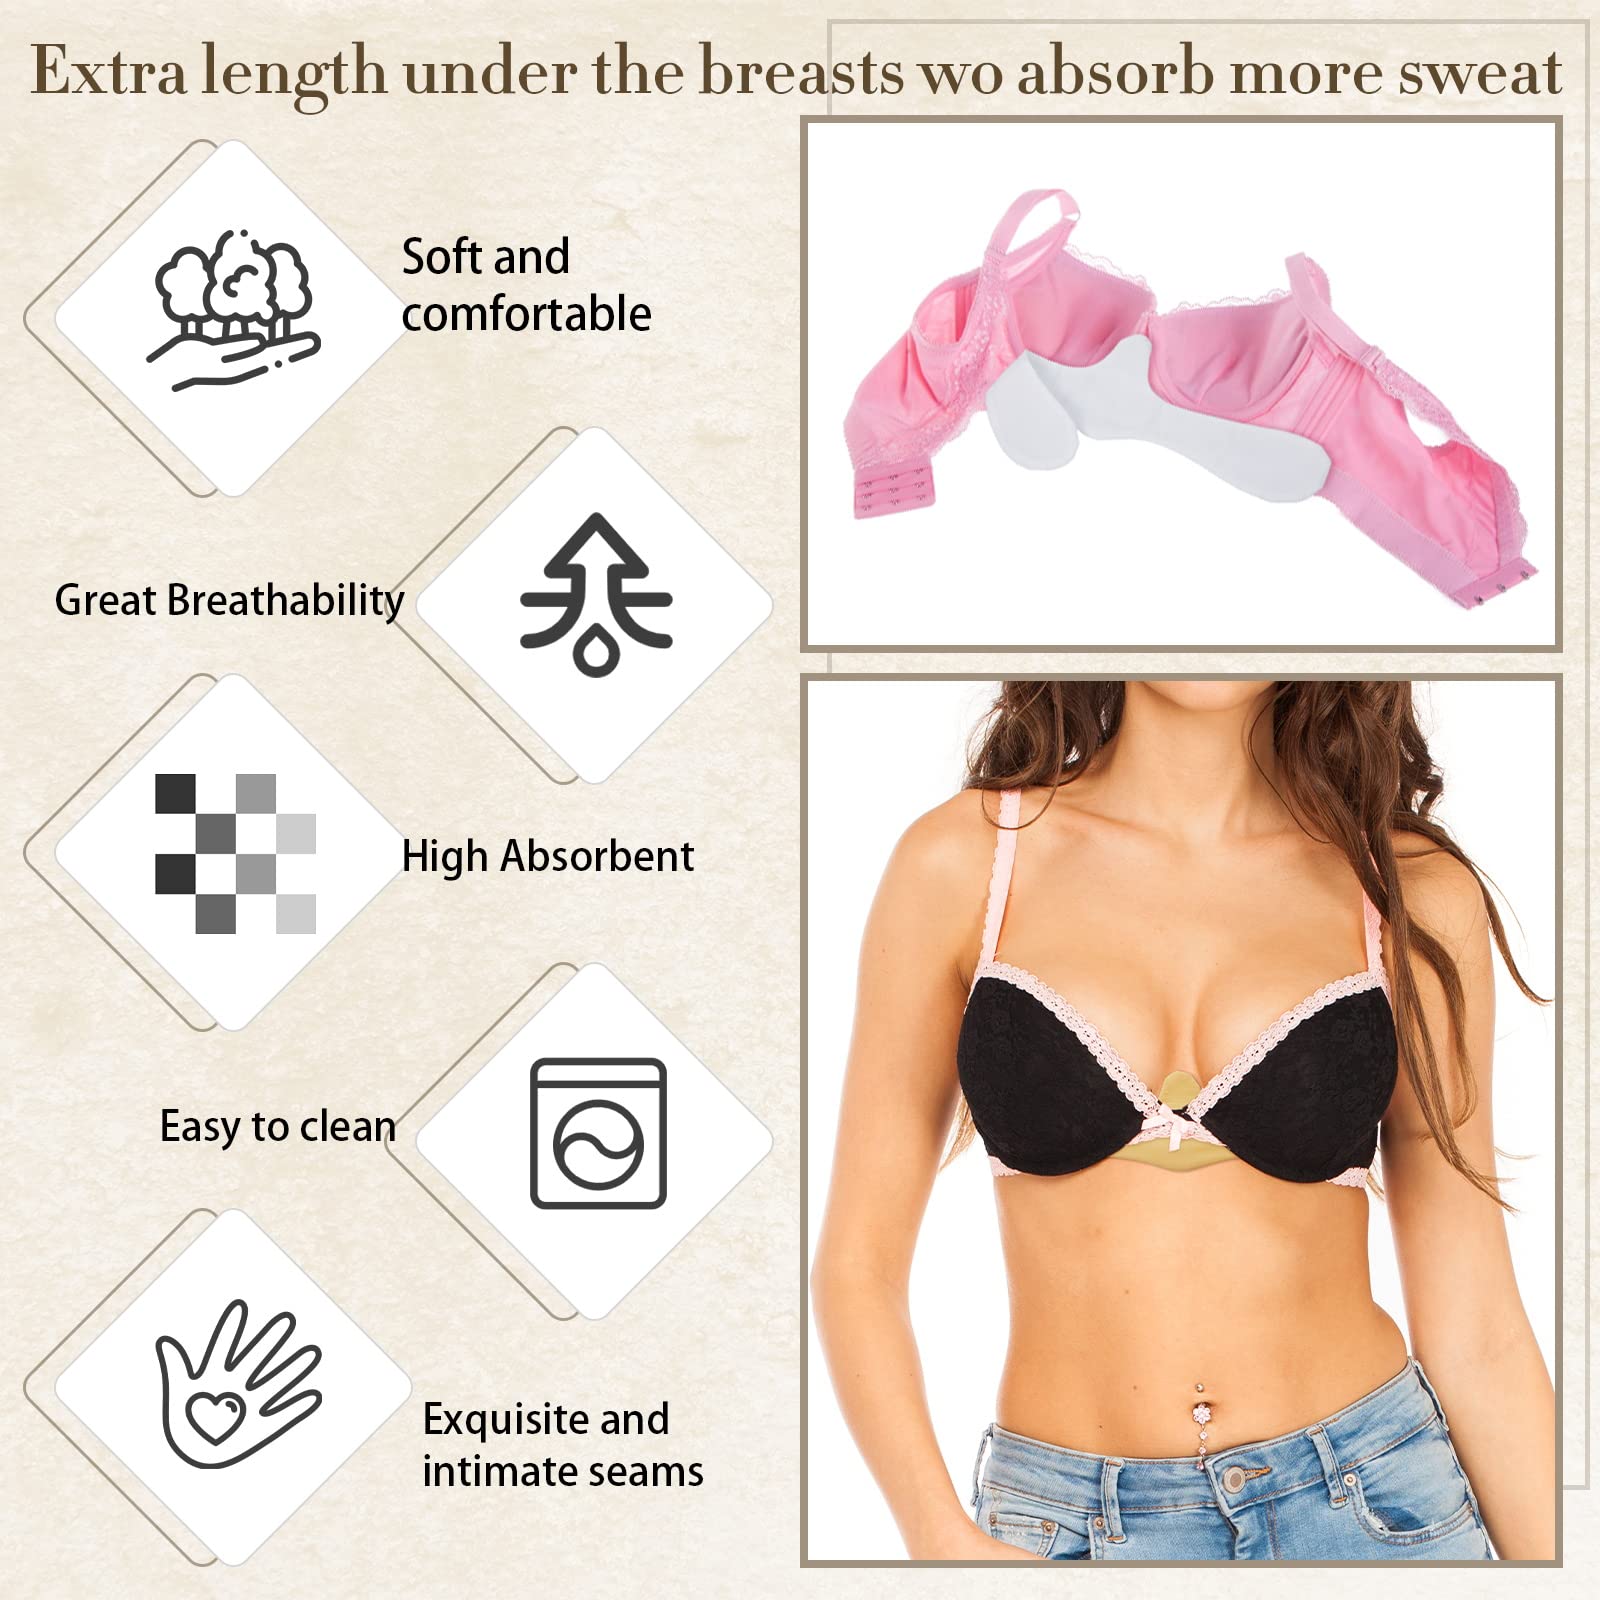 Extra length under the breasts wo absorb more sweat
Soft and
comfortable
Great Breathability
High Absorbent
Easy to clean
Exquisite and
intimate seams